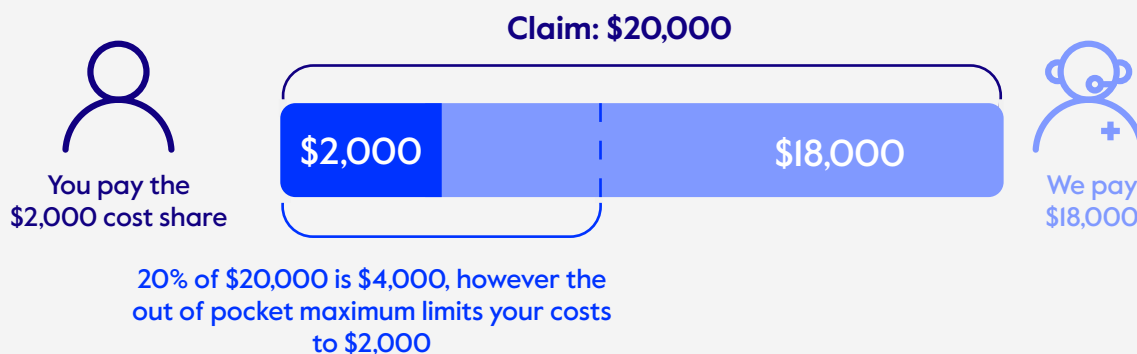 Claim: $20,000
$2,000
$18,000
You pay the
$2,000 cost share
We pay
$18,000
20% of $20,000 is $4,000, however the
out of pocket maximum limits your costs
to $2,000